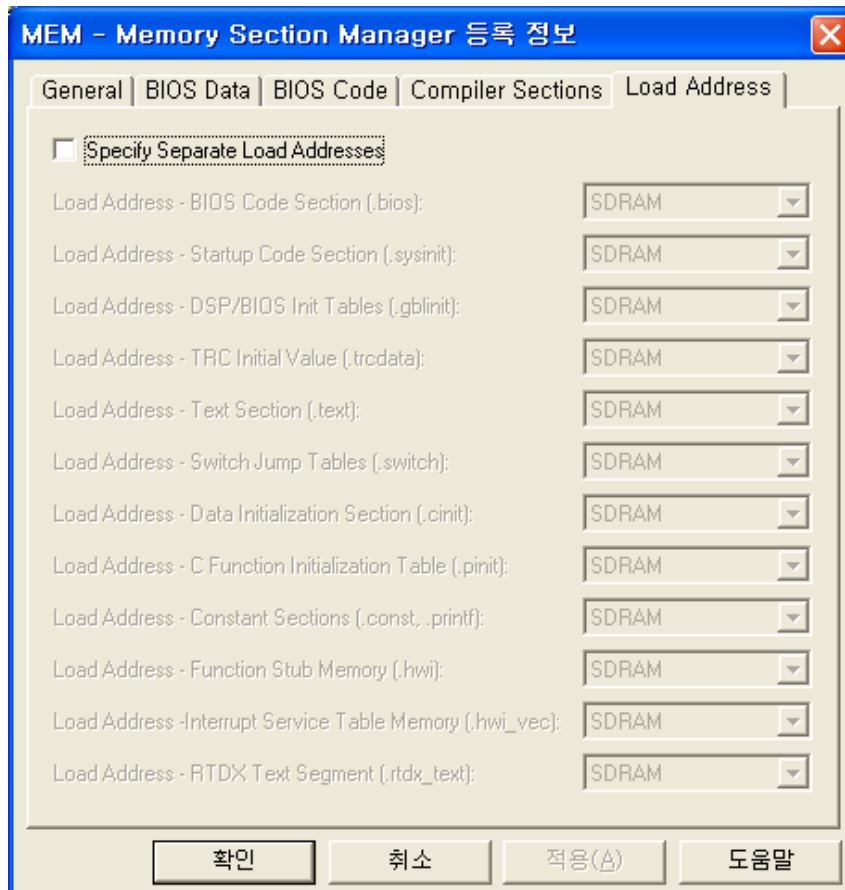 MEM - Memory Section Manager 등록 정보
General BIOS Data BIOS Code Compiler Sections Load Address
Specify Separate Load Addresses
Load Address - BIOS Code Section (.bios): SDRAM
Load Address - Startup Code Section (.sysinit): SDRAM
Load Address - DSP/BIOS Init Tables (.gblinit): SDRAM
Load Address - TRC Initial Value (.trcdata): SDRAM
Load Address - Text Section (.text): SDRAM
Load Address - Switch Jump Tables (.switch): SDRAM
Load Address - Data Initialization Section (.cinit): SDRAM
Load Address - C Function Initialization Table (.pinit): SDRAM
Load Address - Constant Sections (.const, .printf): SDRAM
Load Address - Function Stub Memory (.hwi): SDRAM
Load Address -Interrupt Service Table Memory (.hwi_vec): SDRAM
Load Address - RTDX Text Segment (.rtdx_text): SDRAM
확인 취소 적용(A) 도움말